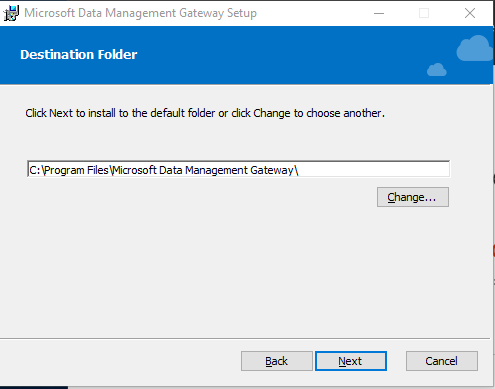 Microsoft Data Management Gateway Setup
Destination Folder
Click Next to install to the default folder or click Change to choose another.
C:\Program Files\Microsoft Data Management Gateway\
Change...
Back Next Cancel